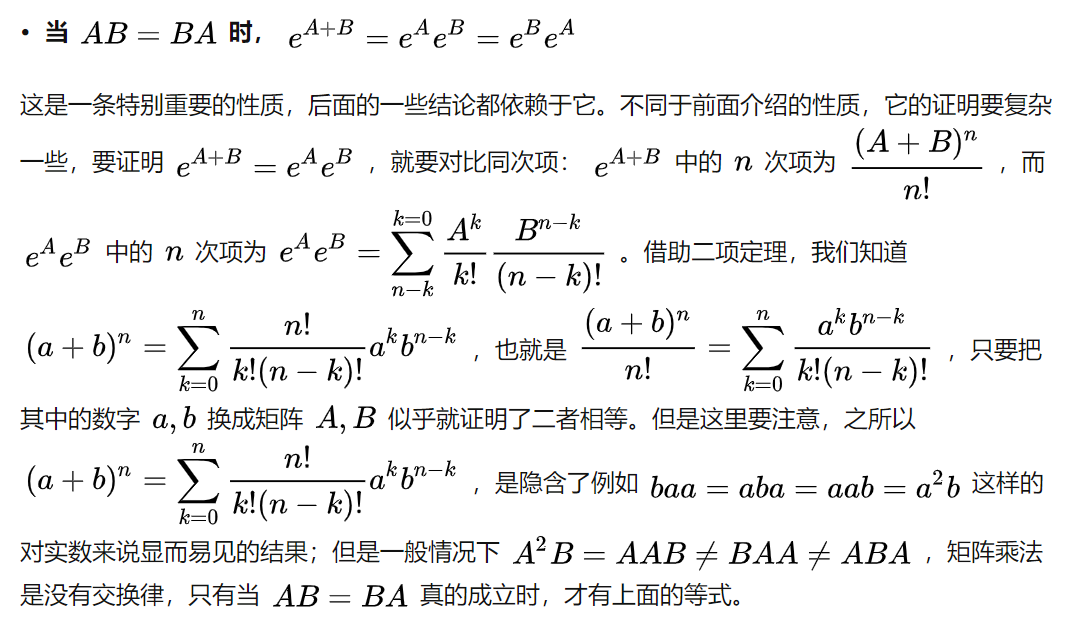 • 当 $AB = BA$ 时， $e^{A+B} = e^A e^B = e^B e^A$
这是一条特别重要的性质，后面的一些结论都依赖于它。不同于前面介绍的性质，它的证明要复杂
一些，要证明 $e^{A+B} = e^A e^B$ ，就要对比同次项： $e^{A+B}$ 中的 $n$ 次项为 $\frac{(A+B)^n}{n!}$ ，而
$e^A e^B$ 中的 $n$ 次项为 $e^A e^B = \sum_{n-k}^{k=0} \frac{A^k}{k!} \frac{B^{n-k}}{(n-k)!}$ 。借助二项定理，我们知道
$(a+b)^n = \sum_{k=0}^{n} \frac{n!}{k!(n-k)!} a^k b^{n-k}$ ，也就是 $\frac{(a+b)^n}{n!} = \sum_{k=0}^{n} \frac{a^k b^{n-k}}{k!(n-k)!}$ ，只要把
其中的数字 $a, b$ 换成矩阵 $A, B$ 似乎就证明了二者相等。但是这里要注意，之所以
$(a+b)^n = \sum_{k=0}^{n} \frac{n!}{k!(n-k)!} a^k b^{n-k}$ ，是隐含了例如 $baa = aba = aab = a^2b$ 这样的
对实数来说显而易见的结果；但是一般情况下 $A^2B = AAB \neq BAA \neq ABA$ ，矩阵乘法
是没有交换律，只有当 $AB = BA$ 真的成立时，才有上面的等式。